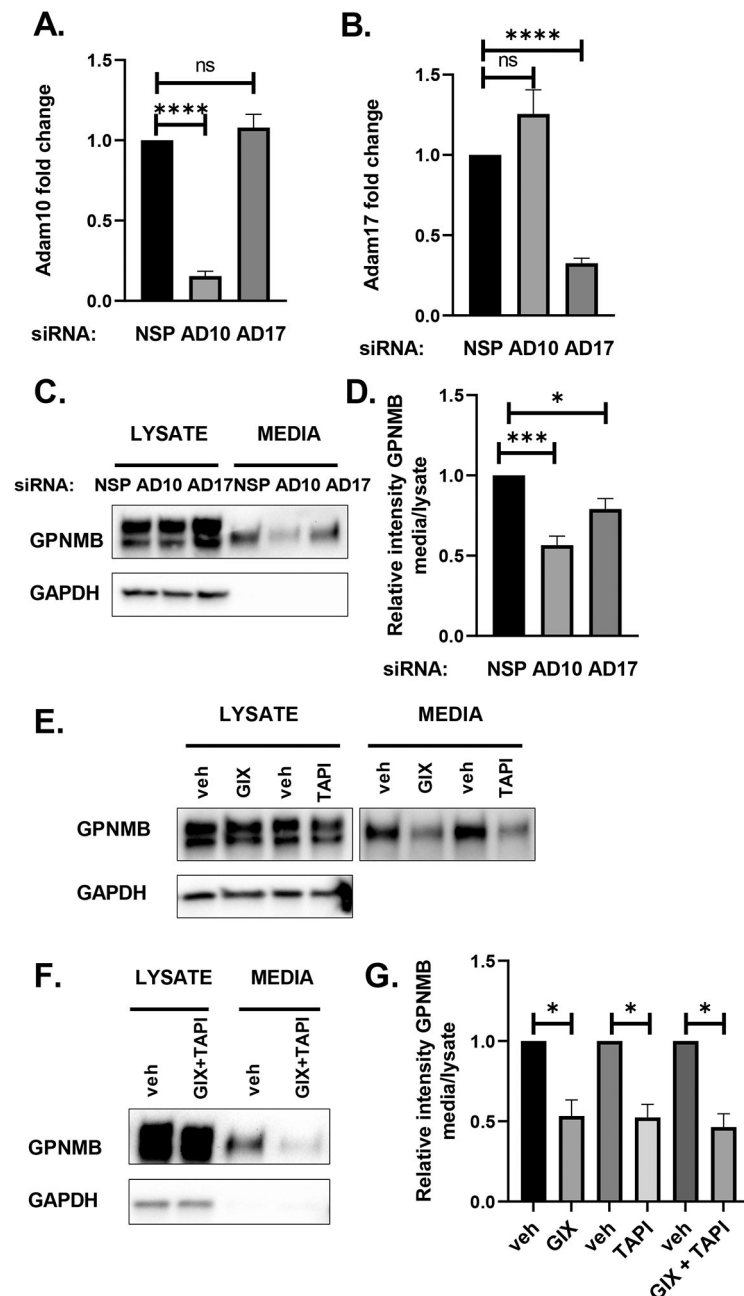 A.
ns
****
Adam10 fold change
1.5
1.0
0.5
0.0
siRNA: NSP AD10 AD17
B.
****
ns
Adam17 fold change
1.5
1.0
0.5
0.0
siRNA: NSP AD10 AD17
C.
LYSATE MEDIA
siRNA: NSP AD10 AD17 NSP AD10 AD17
GPNMB
GAPDH
D.
*
***
Relative intensity GPNMB
media/lysate
1.5
1.0
0.5
0.0
siRNA: NSP AD10 AD17
E.
LYSATE MEDIA
veh GIX veh TAPI veh GIX veh TAPI
GPNMB
GAPDH
F.
LYSATE MEDIA
veh GIX+TAPI veh GIX+TAPI
GPNMB
GAPDH
G.
* * *
Relative intensity GPNMB
media/lysate
1.5
1.0
0.5
0.0
veh GIX veh TAPI veh GIX + TAPI